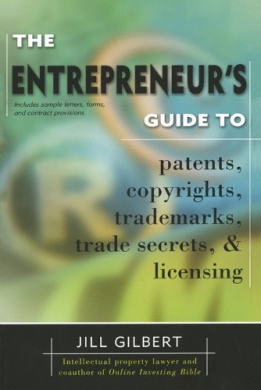 THE
ENTREPRENEUR'S
Includes sample letters, forms,
and contract provisions
GUIDE TO
patents,
copyrights,
trademarks,
trade secrets, &
licensing
JILL GILBERT
Intellectual property lawyer and
coauthor of Online Investing Bible